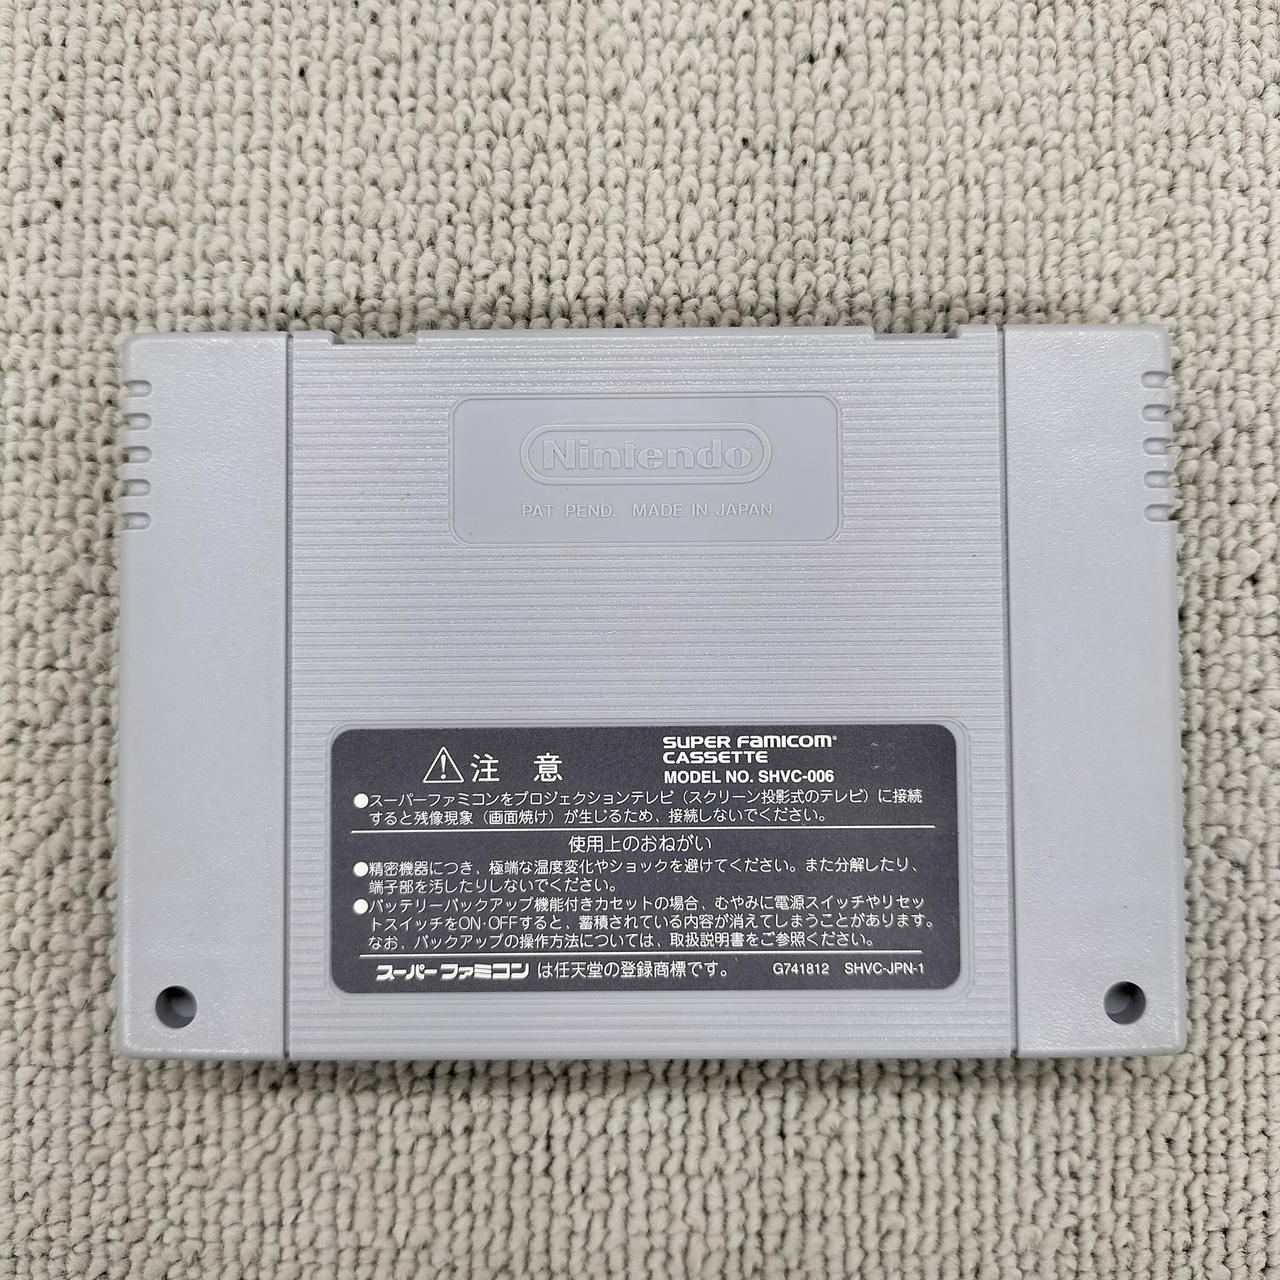 Nintendo®
PAT. PEND. MADE IN JAPAN
注 意
SUPER FAMICOM®
CASSETTE
MODEL NO. SHVC-006
●スーパーファミコンをプロジェクションテレビ（スクリーン投影式のテレビ）に接続
すると残像現象（画面焼け）が生じるため、接続しないでください。
使用上のおねがい
●精密機器につき、極端な温度変化やショックを避けてください。また分解したり、
端子部を汚したりしないでください。
●バッテリーバックアップ機能付きカセットの場合、むやみに電源スイッチやリセッ
トスイッチをON・OFFすると、蓄積されている内容が消えてしまうことがあります。
なお、バックアップの操作方法については、取扱説明書をご参照ください。
スーパーファミコン は任天堂の登録商標です。 G741812 SHVC-JPN-1